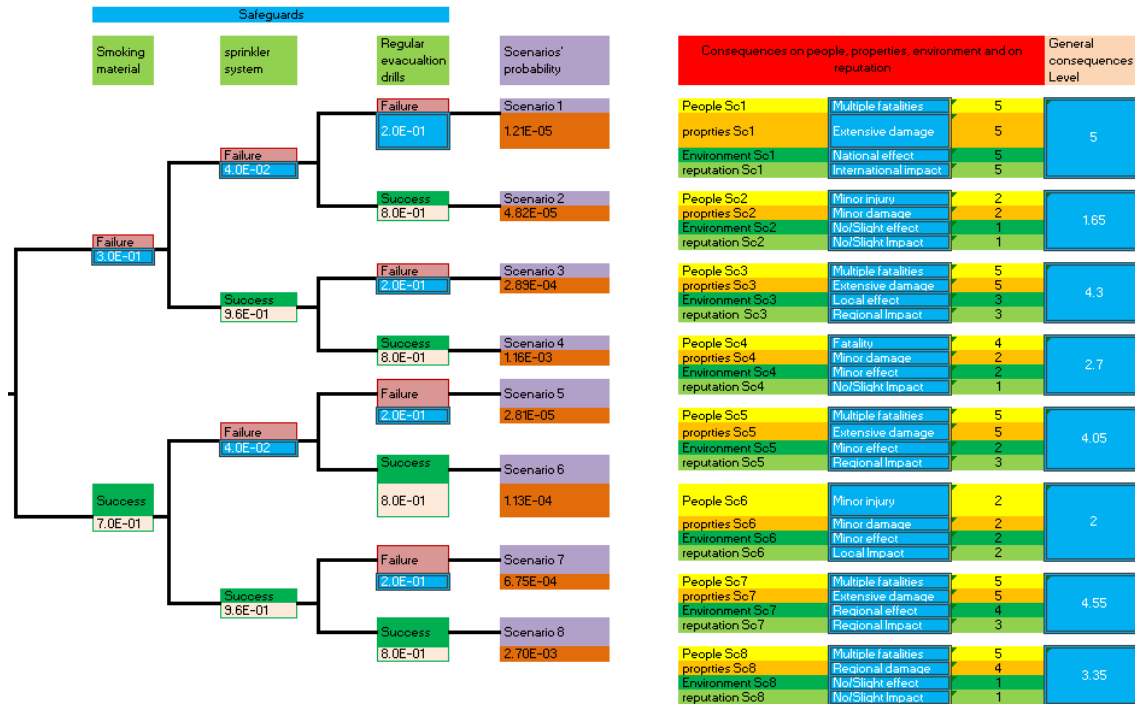 Safeguards
Smoking material
sprinkler system
Regular evacualtion drills
Scenarios' probability
Consequences on people, properties, environment and on reputation
General consequences Level
Failure
3.0E-01
Success
7.0E-01
Failure
4.0E-02
Success
9.6E-01
Failure
4.0E-02
Success
9.6E-01
Failure
2.0E-01
Scenario 1
1.21E-05
Success
8.0E-01
Scenario 2
4.82E-05
Failure
2.0E-01
Scenario 3
2.89E-04
Success
8.0E-01
Scenario 4
1.16E-03
Failure
2.0E-01
Scenario 5
2.81E-05
Success
8.0E-01
Scenario 6
1.13E-04
Failure
2.0E-01
Scenario 7
6.75E-04
Success
8.0E-01
Scenario 8
2.70E-03
People Sc1 Multiple fatalities 5
proprties Sc1 Extensive damage 5
Environment Sc1 National effect 5
reputation Sc1 International impact 5
5
People Sc2 Minor injury 2
proprties Sc2 Minor damage 2
Environment Sc2 No/Slight effect 1
reputation Sc2 No/Slight Impact 1
1.65
People Sc3 Multiple fatalities 5
proprties Sc3 Extensive damage 5
Environment Sc3 Local effect 3
reputation Sc3 Regional Impact 3
4.3
People Sc4 Fatality 4
proprties Sc4 Minor damage 2
Environment Sc4 Minor effect 2
reputation Sc4 No/Slight Impact 1
2.7
People Sc5 Multiple fatalities 5
proprties Sc5 Extensive damage 5
Environment Sc5 Minor effect 2
reputation Sc5 Regional Impact 3
4.05
People Sc6 Minor injury 2
proprties Sc6 Minor damage 2
Environment Sc6 Minor effect 2
reputation Sc6 Local Impact 2
2
People Sc7 Multiple fatalities 5
proprties Sc7 Extensive damage 5
Environment Sc7 Regional effect 4
reputation Sc7 Regional Impact 3
4.55
People Sc8 Multiple fatalities 5
proprties Sc8 Regional damage 4
Environment Sc8 No/Slight effect 1
reputation Sc8 No/Slight Impact 1
3.35